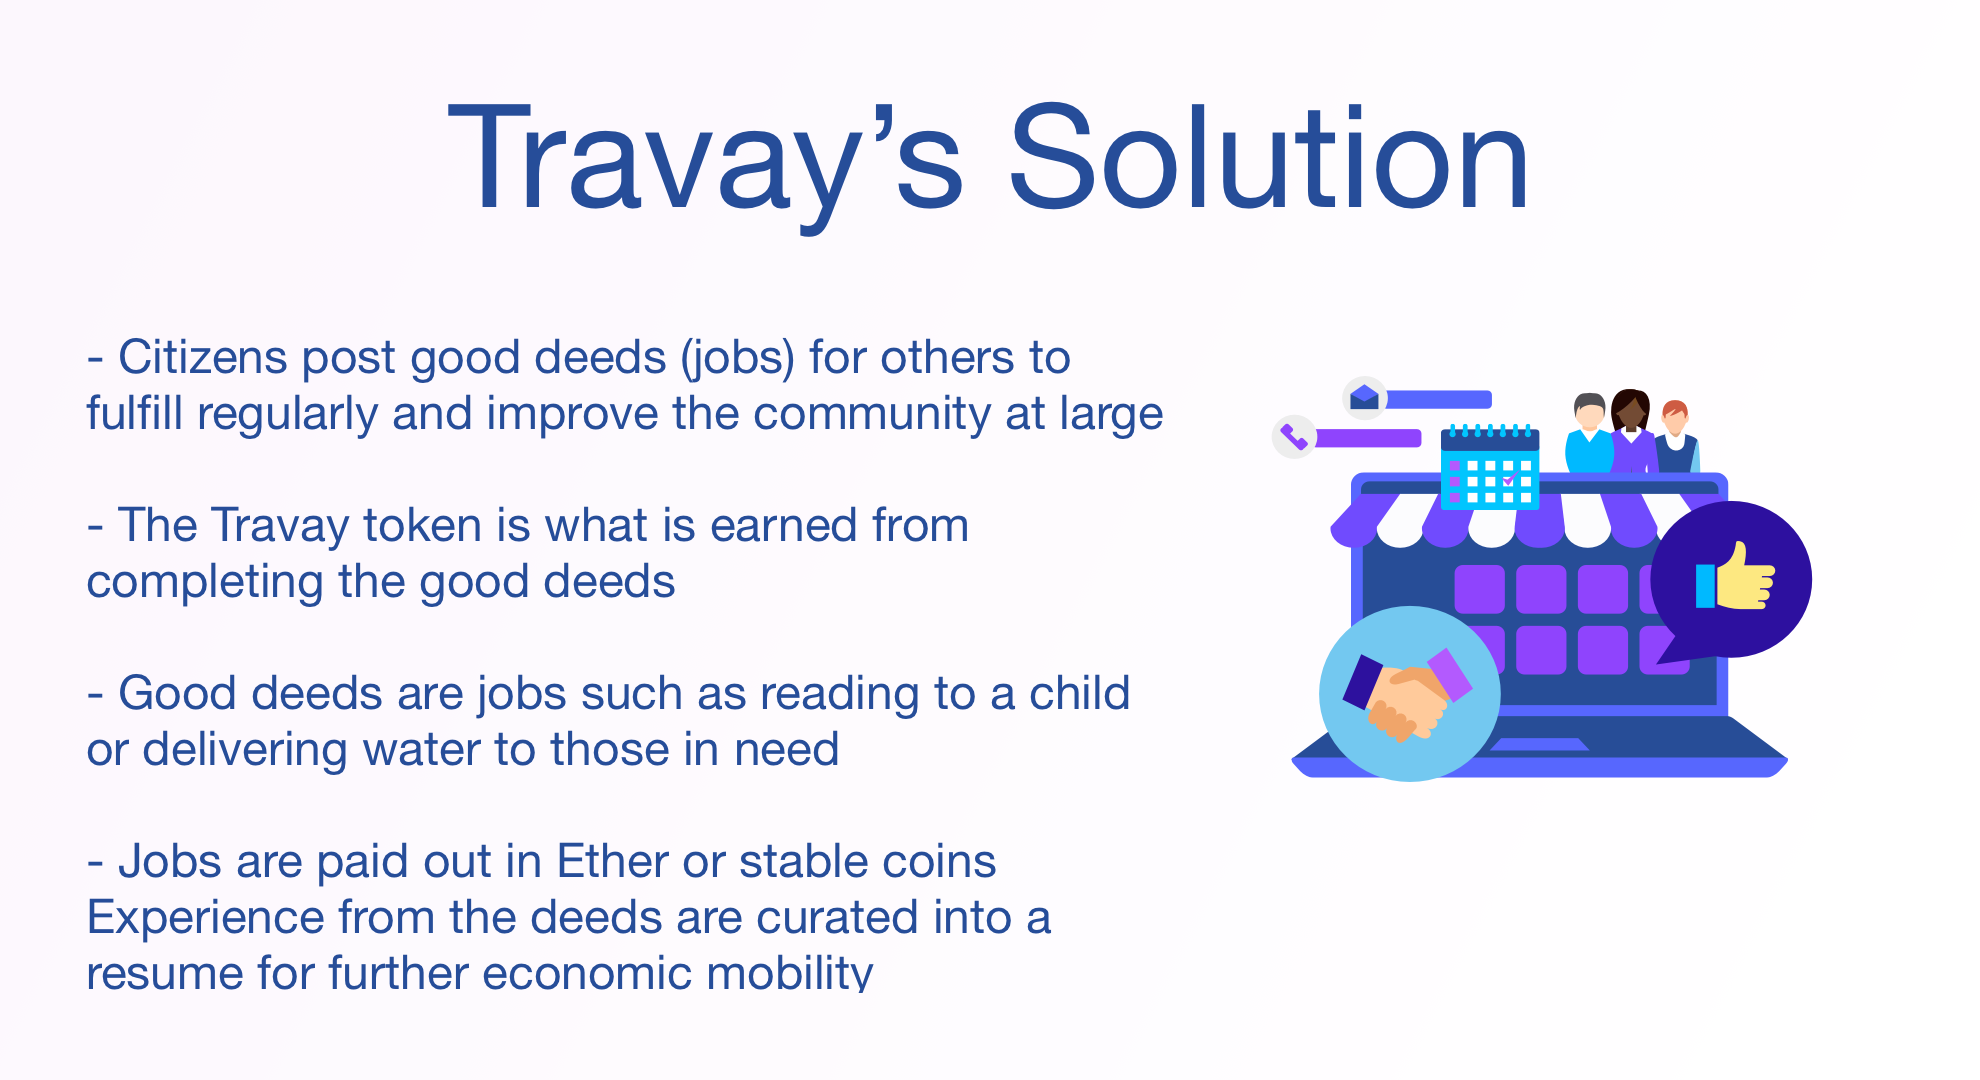 Travay’s Solution
- Citizens post good deeds (jobs) for others to
fulfill regularly and improve the community at large
- The Travay token is what is earned from
completing the good deeds
- Good deeds are jobs such as reading to a child
or delivering water to those in need
- Jobs are paid out in Ether or stable coins
Experience from the deeds are curated into a
resume for further economic mobility